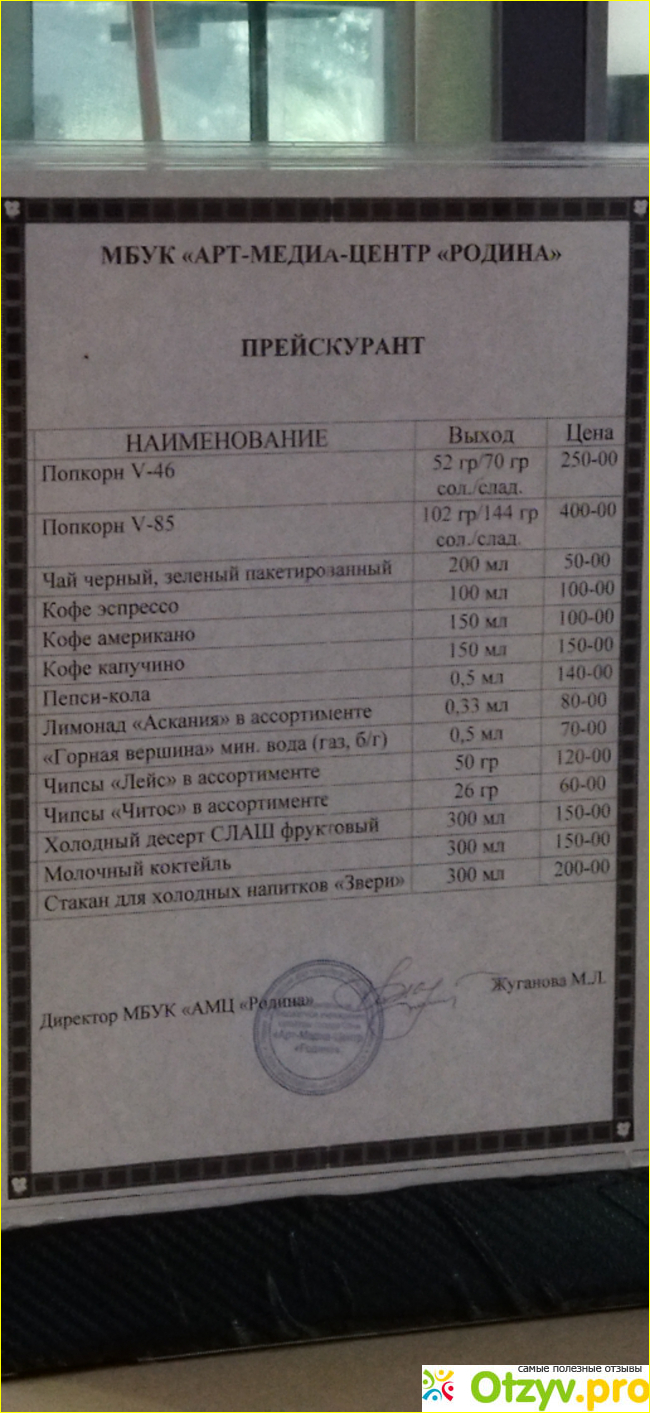 МБУК «АРТ-МЕДИА-ЦЕНТР «РОДИНА»
ПРЕЙСКУРАНТ
НАИМЕНОВАНИЕ Выход Цена
Попкорн V-46 52 гр/70 гр 250-00
сол./слад.
Попкорн V-85 102 гр/144 гр 400-00
сол./слад.
Чай черный, зеленый пакетированный 200 мл 50-00
Кофе эспрессо 100 мл 100-00
Кофе американо 150 мл 100-00
Кофе капучино 150 мл 150-00
Пепси-кола 0,5 мл 140-00
Лимонад «Аскания» в ассортименте 0,33 мл 80-00
«Горная вершина» мин. вода (газ, б/г) 0,5 мл 70-00
Чипсы «Лейс» в ассортименте 50 гр 120-00
Чипсы «Читос» в ассортименте 26 гр 60-00
Холодный десерт СЛАШ фруктовый 300 мл 150-00
Молочный коктейль 300 мл 150-00
Стакан для холодных напитков «Звери» 300 мл 200-00
Директор МБУК «АМЦ «Родина» Жуганова М.Л.
«Арт-Медиа-Центр
«Родина»
самые полезные отзывы
Otzyv.pro